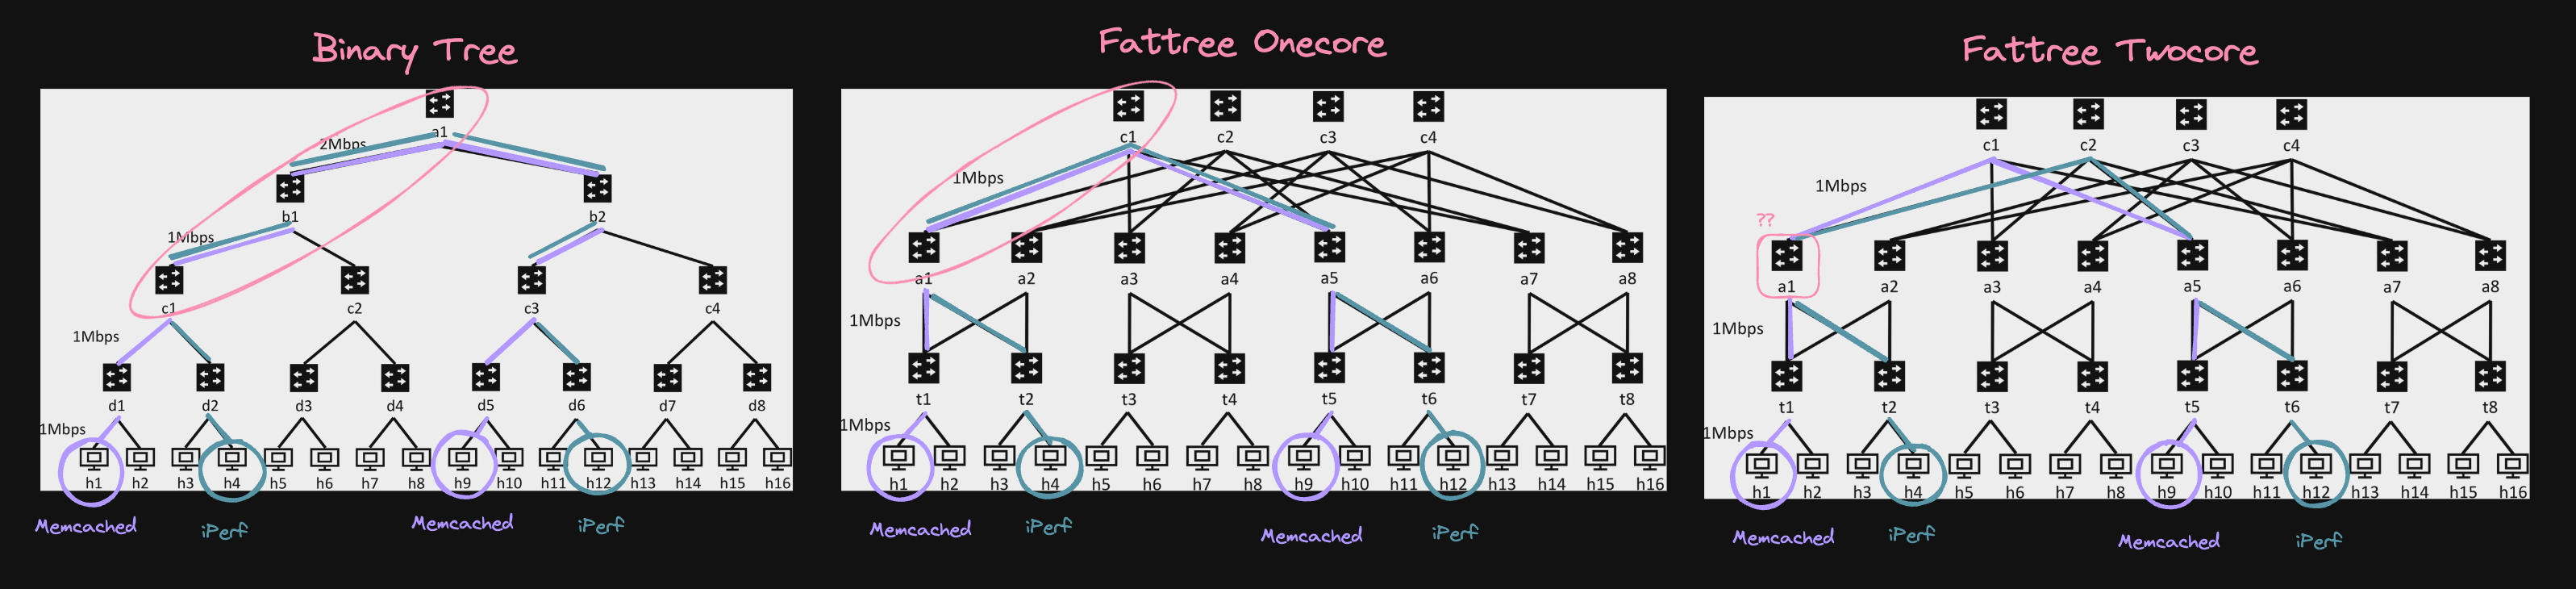 Binary Tree
a1
2Mbps
b1 b2
1Mbps
c1 c2 c3 c4
1Mbps
d1 d2 d3 d4 d5 d6 d7 d8
1Mbps
h1 h2 h3 h4 h5 h6 h7 h8 h9 h10 h11 h12 h13 h14 h15 h16
Memcached iPerf Memcached iPerf
Fattree Onecore
c1 c2 c3 c4
1Mbps
a1 a2 a3 a4 a5 a6 a7 a8
1Mbps
t1 t2 t3 t4 t5 t6 t7 t8
1Mbps
h1 h2 h3 h4 h5 h6 h7 h8 h9 h10 h11 h12 h13 h14 h15 h16
Memcached iPerf Memcached iPerf
Fattree Twocore
c1 c2 c3 c4
1Mbps
??
a1 a2 a3 a4 a5 a6 a7 a8
1Mbps
t1 t2 t3 t4 t5 t6 t7 t8
1Mbps
h1 h2 h3 h4 h5 h6 h7 h8 h9 h10 h11 h12 h13 h14 h15 h16
Memcached iPerf Memcached iPerf